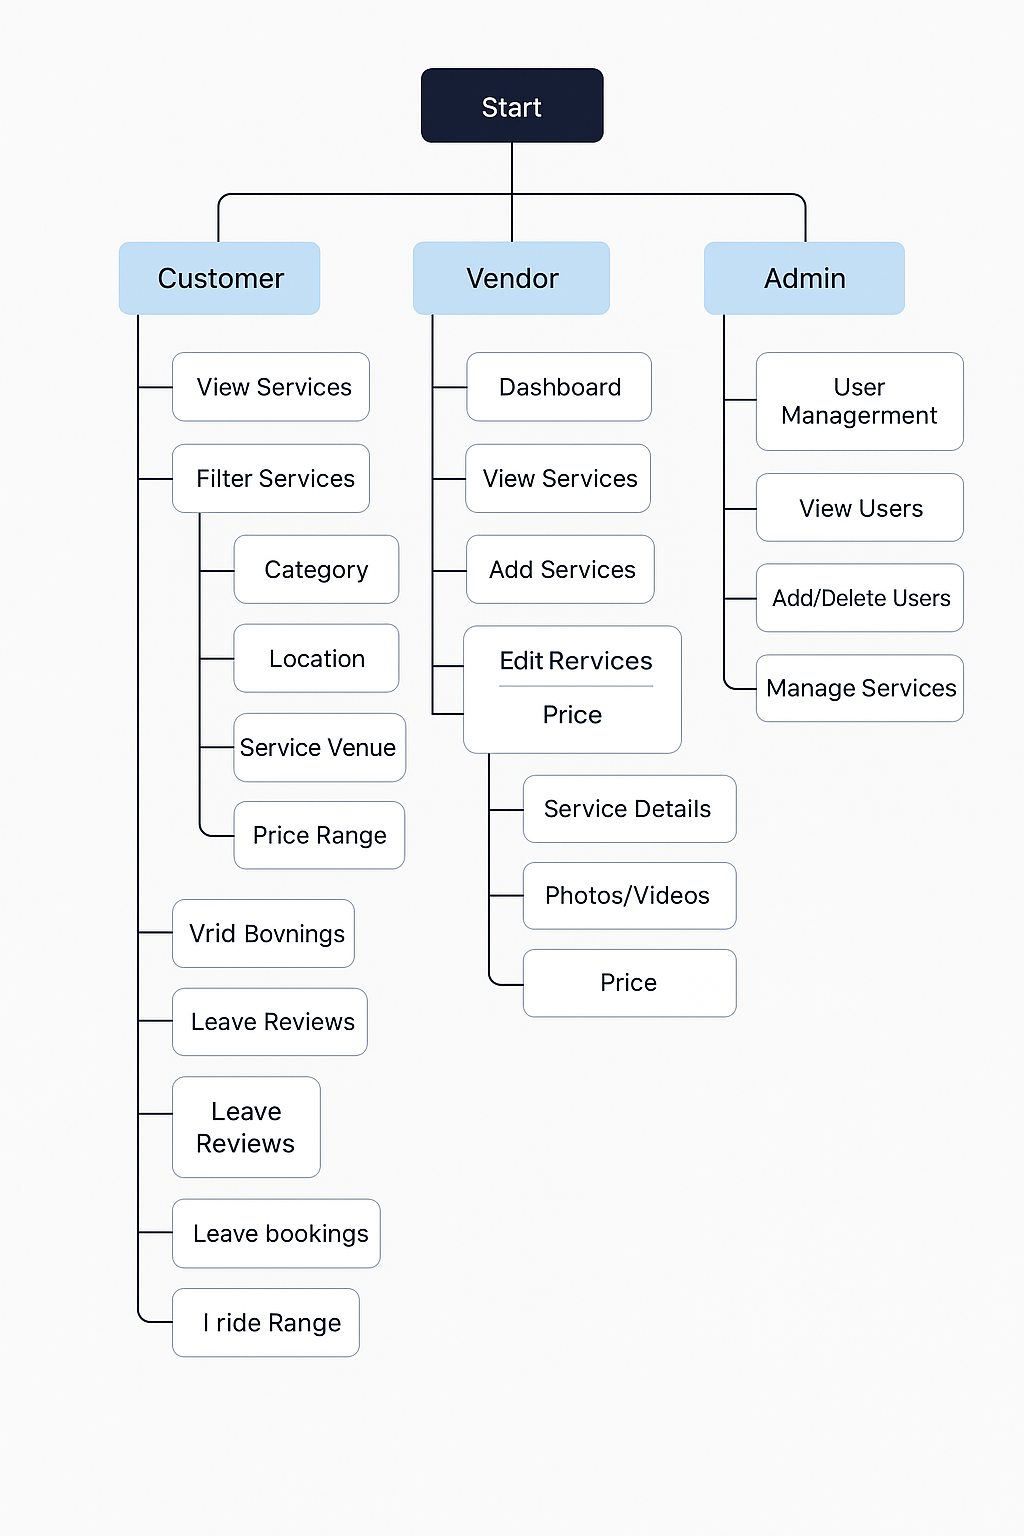 Start
Customer
View Services
Filter Services
Category
Location
Service Venue
Price Range
Vrid Bovnings
Leave Reviews
Leave
Reviews
Leave bookings
I ride Range
Vendor
Dashboard
View Services
Add Services
Edit Rervices
Price
Service Details
Photos/Videos
Price
Admin
User
Managerment
View Users
Add/Delete Users
Manage Services